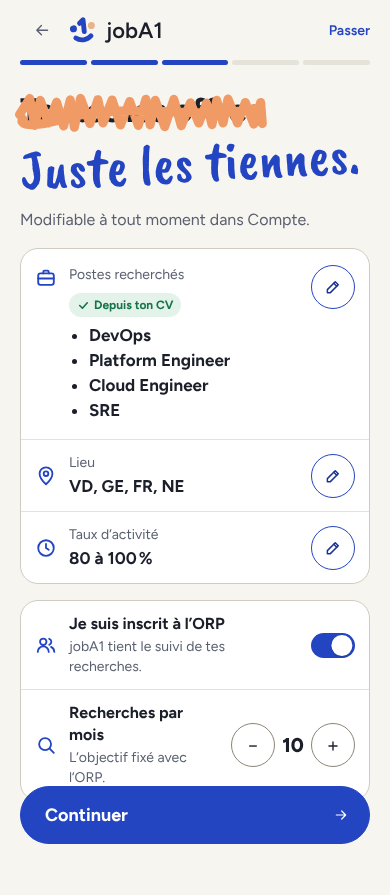 jobA1
Passer
Juste les tiennes.
Modifiable à tout moment dans Compte.
Postes recherchés
Depuis ton CV
• DevOps
• Platform Engineer
• Cloud Engineer
• SRE
Lieu
VD, GE, FR, NE
Taux d'activité
80 à 100 %
Je suis inscrit à l'ORP
jobA1 tient le suivi de tes
recherches.
Recherches par
mois
L'objectif fixé avec
l'ORP.
− 10 +
Continuer